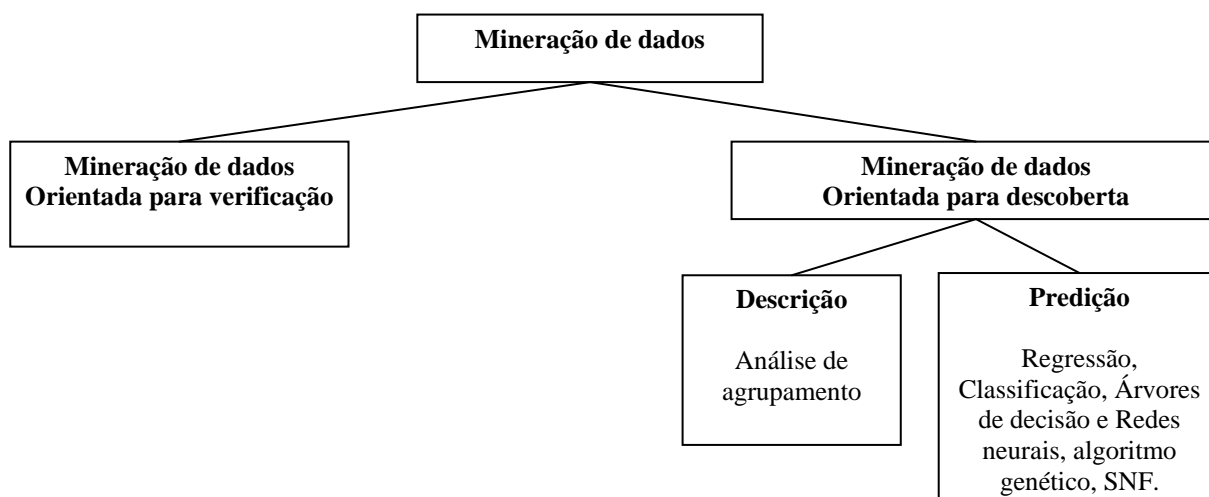 Mineração de dados
Mineração de dados
Orientada para verificação
Mineração de dados
Orientada para descoberta
Descrição
Análise de
agrupamento
Predição
Regressão,
Classificação, Árvores
de decisão e Redes
neurais, algoritmo
genético, SNF.